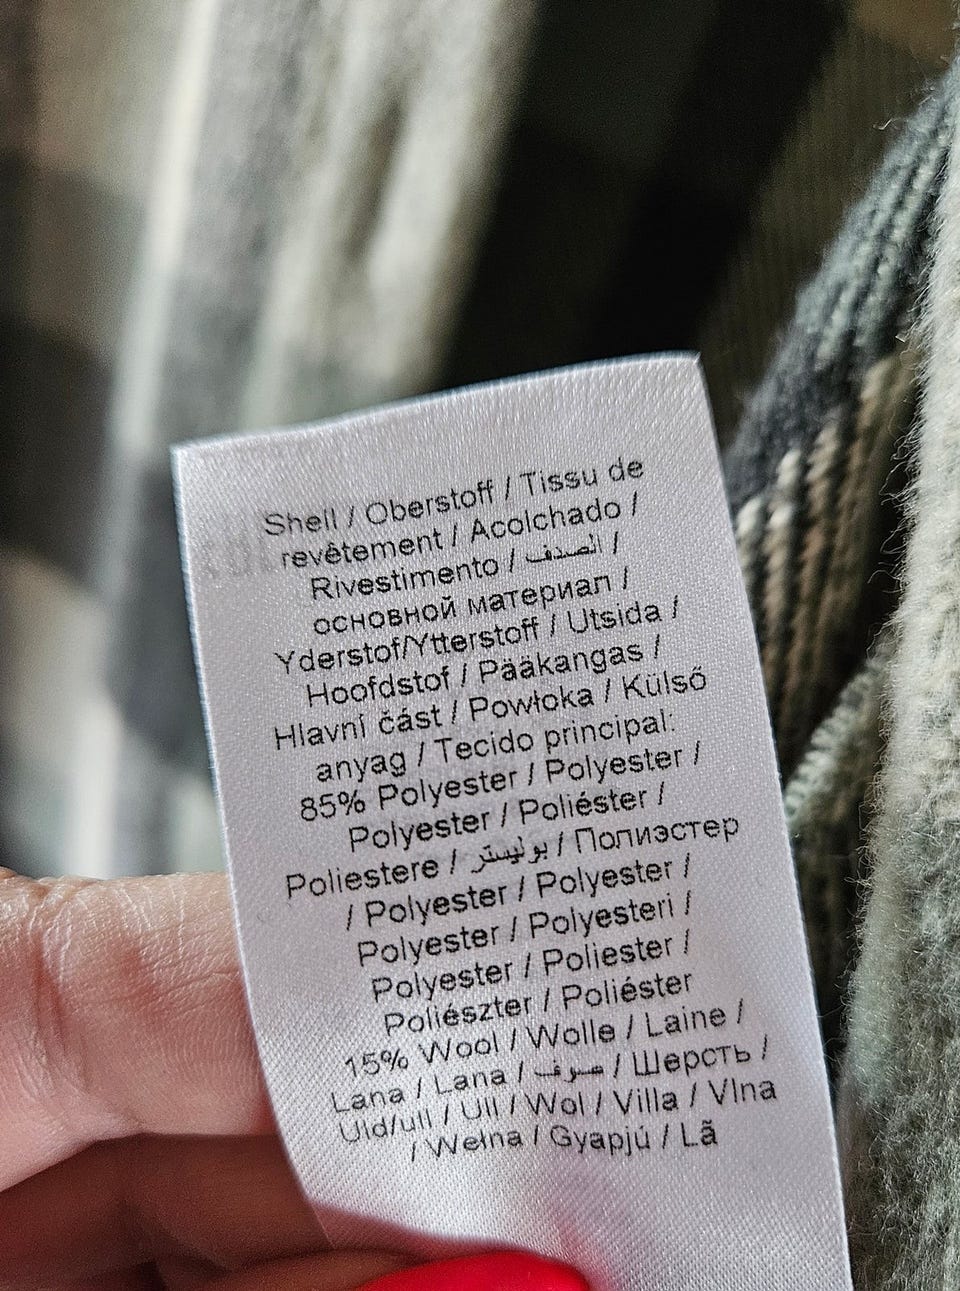 Shell / Oberstoff / Tissu de
revêtement / Acolchado /
Rivestimento / الصدف /
основной материал /
Yderstof/Ytterstoff / Utsida /
Hoofdstof / Pääkangas /
Hlavní část / Powłoka / Külső
anyag / Tecido principal:
85% Polyester / Polyester /
Polyester / Poliéster /
Poliestere / بوليستر / Полиэстер
/ Polyester / Polyester /
Polyester / Polyesteri /
Polyester / Poliester /
Poliészter / Poliéster
15% Wool / Wolle / Laine /
Lana / Lana / صوف / Шерсть /
Uld/ull / Ull / Wol / Villa / Vlna
/ Wełna / Gyapjú / Lã